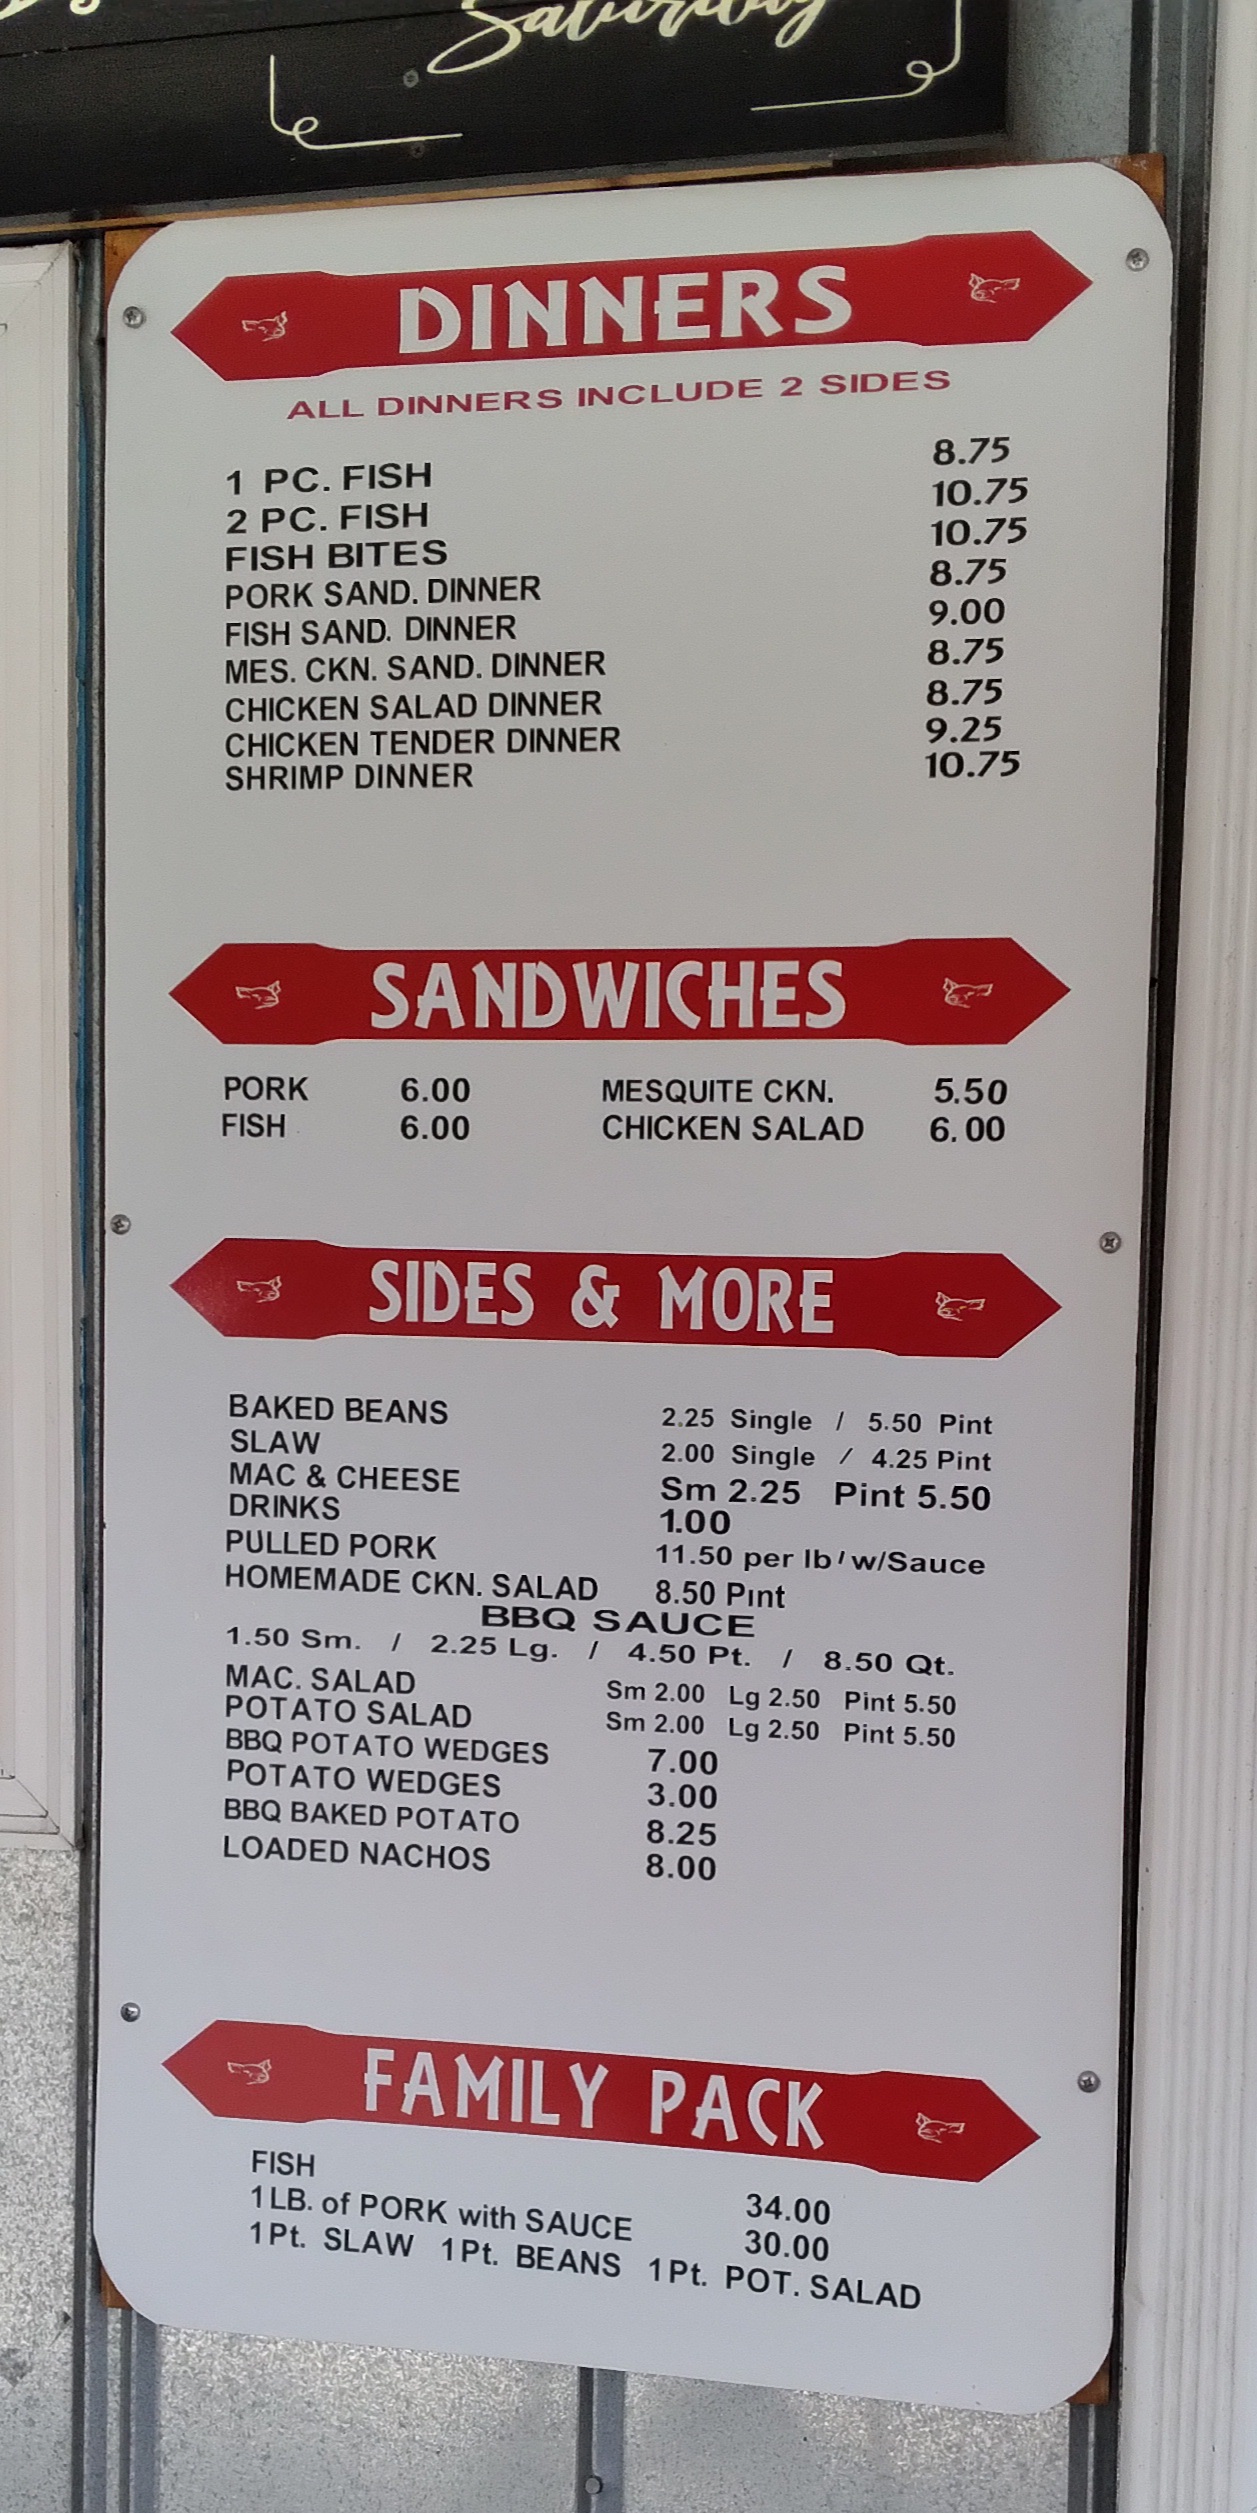 Saturday
DINNERS
ALL DINNERS INCLUDE 2 SIDES
1 PC. FISH 8.75
2 PC. FISH 10.75
FISH BITES 10.75
PORK SAND. DINNER 8.75
FISH SAND. DINNER 9.00
MES. CKN. SAND. DINNER 8.75
CHICKEN SALAD DINNER 8.75
CHICKEN TENDER DINNER 9.25
SHRIMP DINNER 10.75
SANDWICHES
PORK 6.00 MESQUITE CKN. 5.50
FISH 6.00 CHICKEN SALAD 6.00
SIDES & MORE
BAKED BEANS 2.25 Single / 5.50 Pint
SLAW 2.00 Single / 4.25 Pint
MAC & CHEESE Sm 2.25 Pint 5.50
DRINKS 1.00
PULLED PORK 11.50 per lb/w/Sauce
HOMEMADE CKN. SALAD 8.50 Pint
BBQ SAUCE
1.50 Sm. / 2.25 Lg. / 4.50 Pt. / 8.50 Qt.
MAC. SALAD Sm 2.00 Lg 2.50 Pint 5.50
POTATO SALAD Sm 2.00 Lg 2.50 Pint 5.50
BBQ POTATO WEDGES 7.00
POTATO WEDGES 3.00
BBQ BAKED POTATO 8.25
LOADED NACHOS 8.00
FAMILY PACK
FISH 34.00
1LB. of PORK with SAUCE 30.00
1Pt. SLAW 1Pt. BEANS 1Pt. POT. SALAD